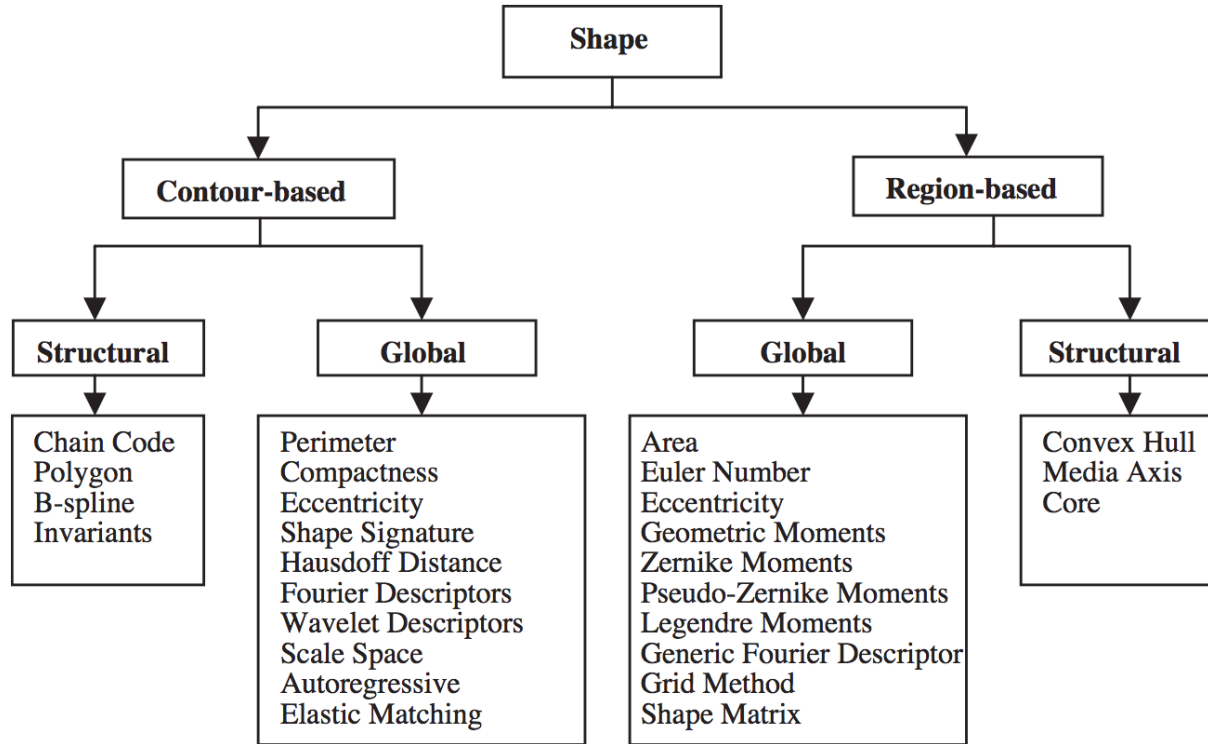 Shape
Contour-based
Region-based
Structural
Global
Global
Structural
Chain Code
Polygon
B-spline
Invariants
Perimeter
Compactness
Eccentricity
Shape Signature
Hausdoff Distance
Fourier Descriptors
Wavelet Descriptors
Scale Space
Autoregressive
Elastic Matching
Area
Euler Number
Eccentricity
Geometric Moments
Zernike Moments
Pseudo-Zernike Moments
Legendre Moments
Generic Fourier Descriptor
Grid Method
Shape Matrix
Convex Hull
Media Axis
Core